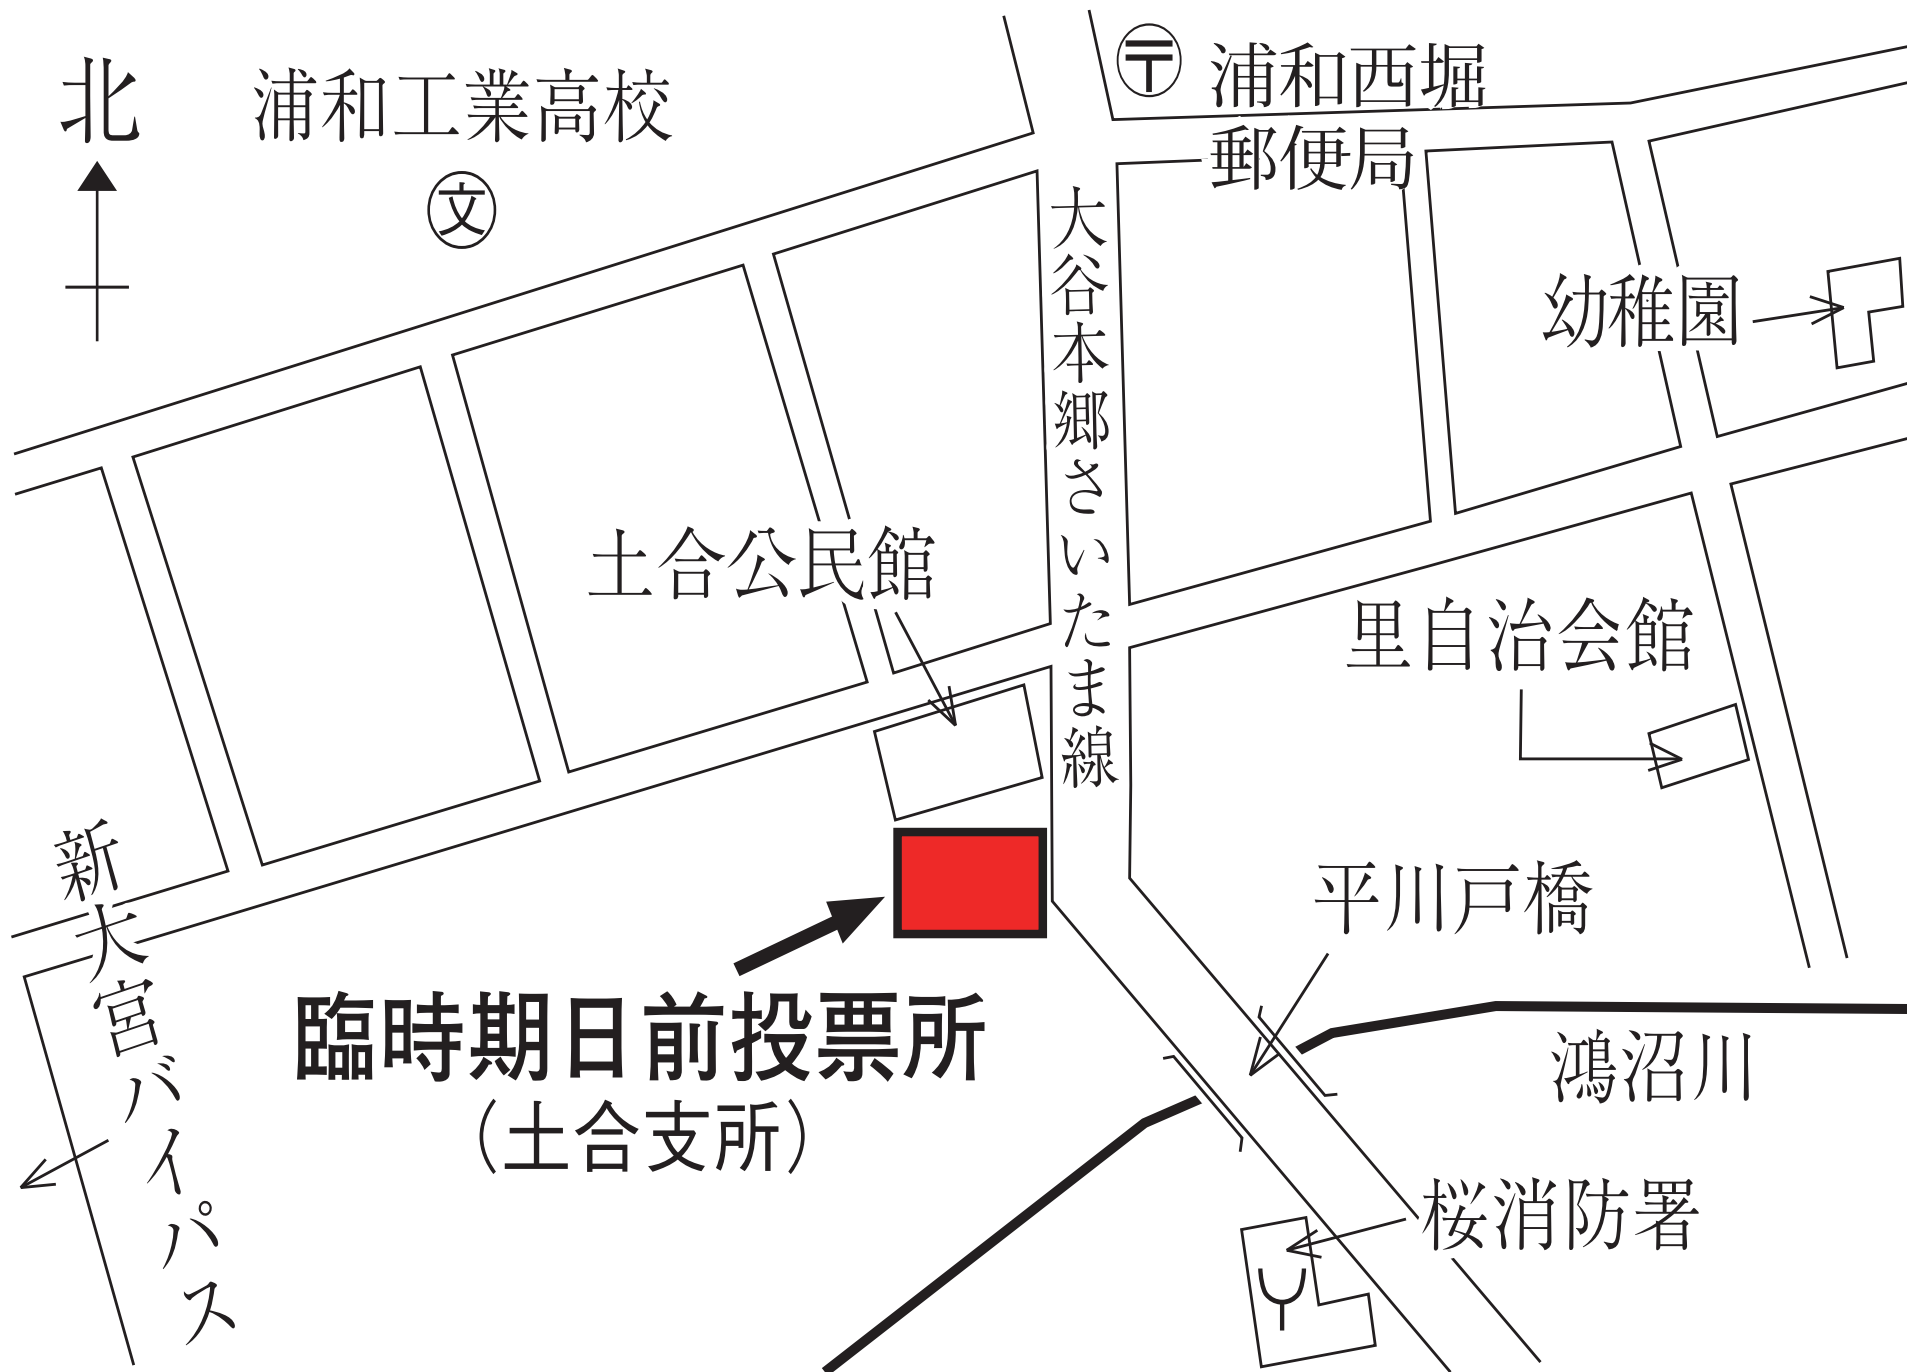 北
浦和工業高校
文
〒
浦和西堀
郵便局
大谷本郷さいたま線
幼稚園
土合公民館
里自治会館
新大宮バイパス
平川戸橋
臨時期日前投票所
（土合支所）
鴻沼川
桜消防署